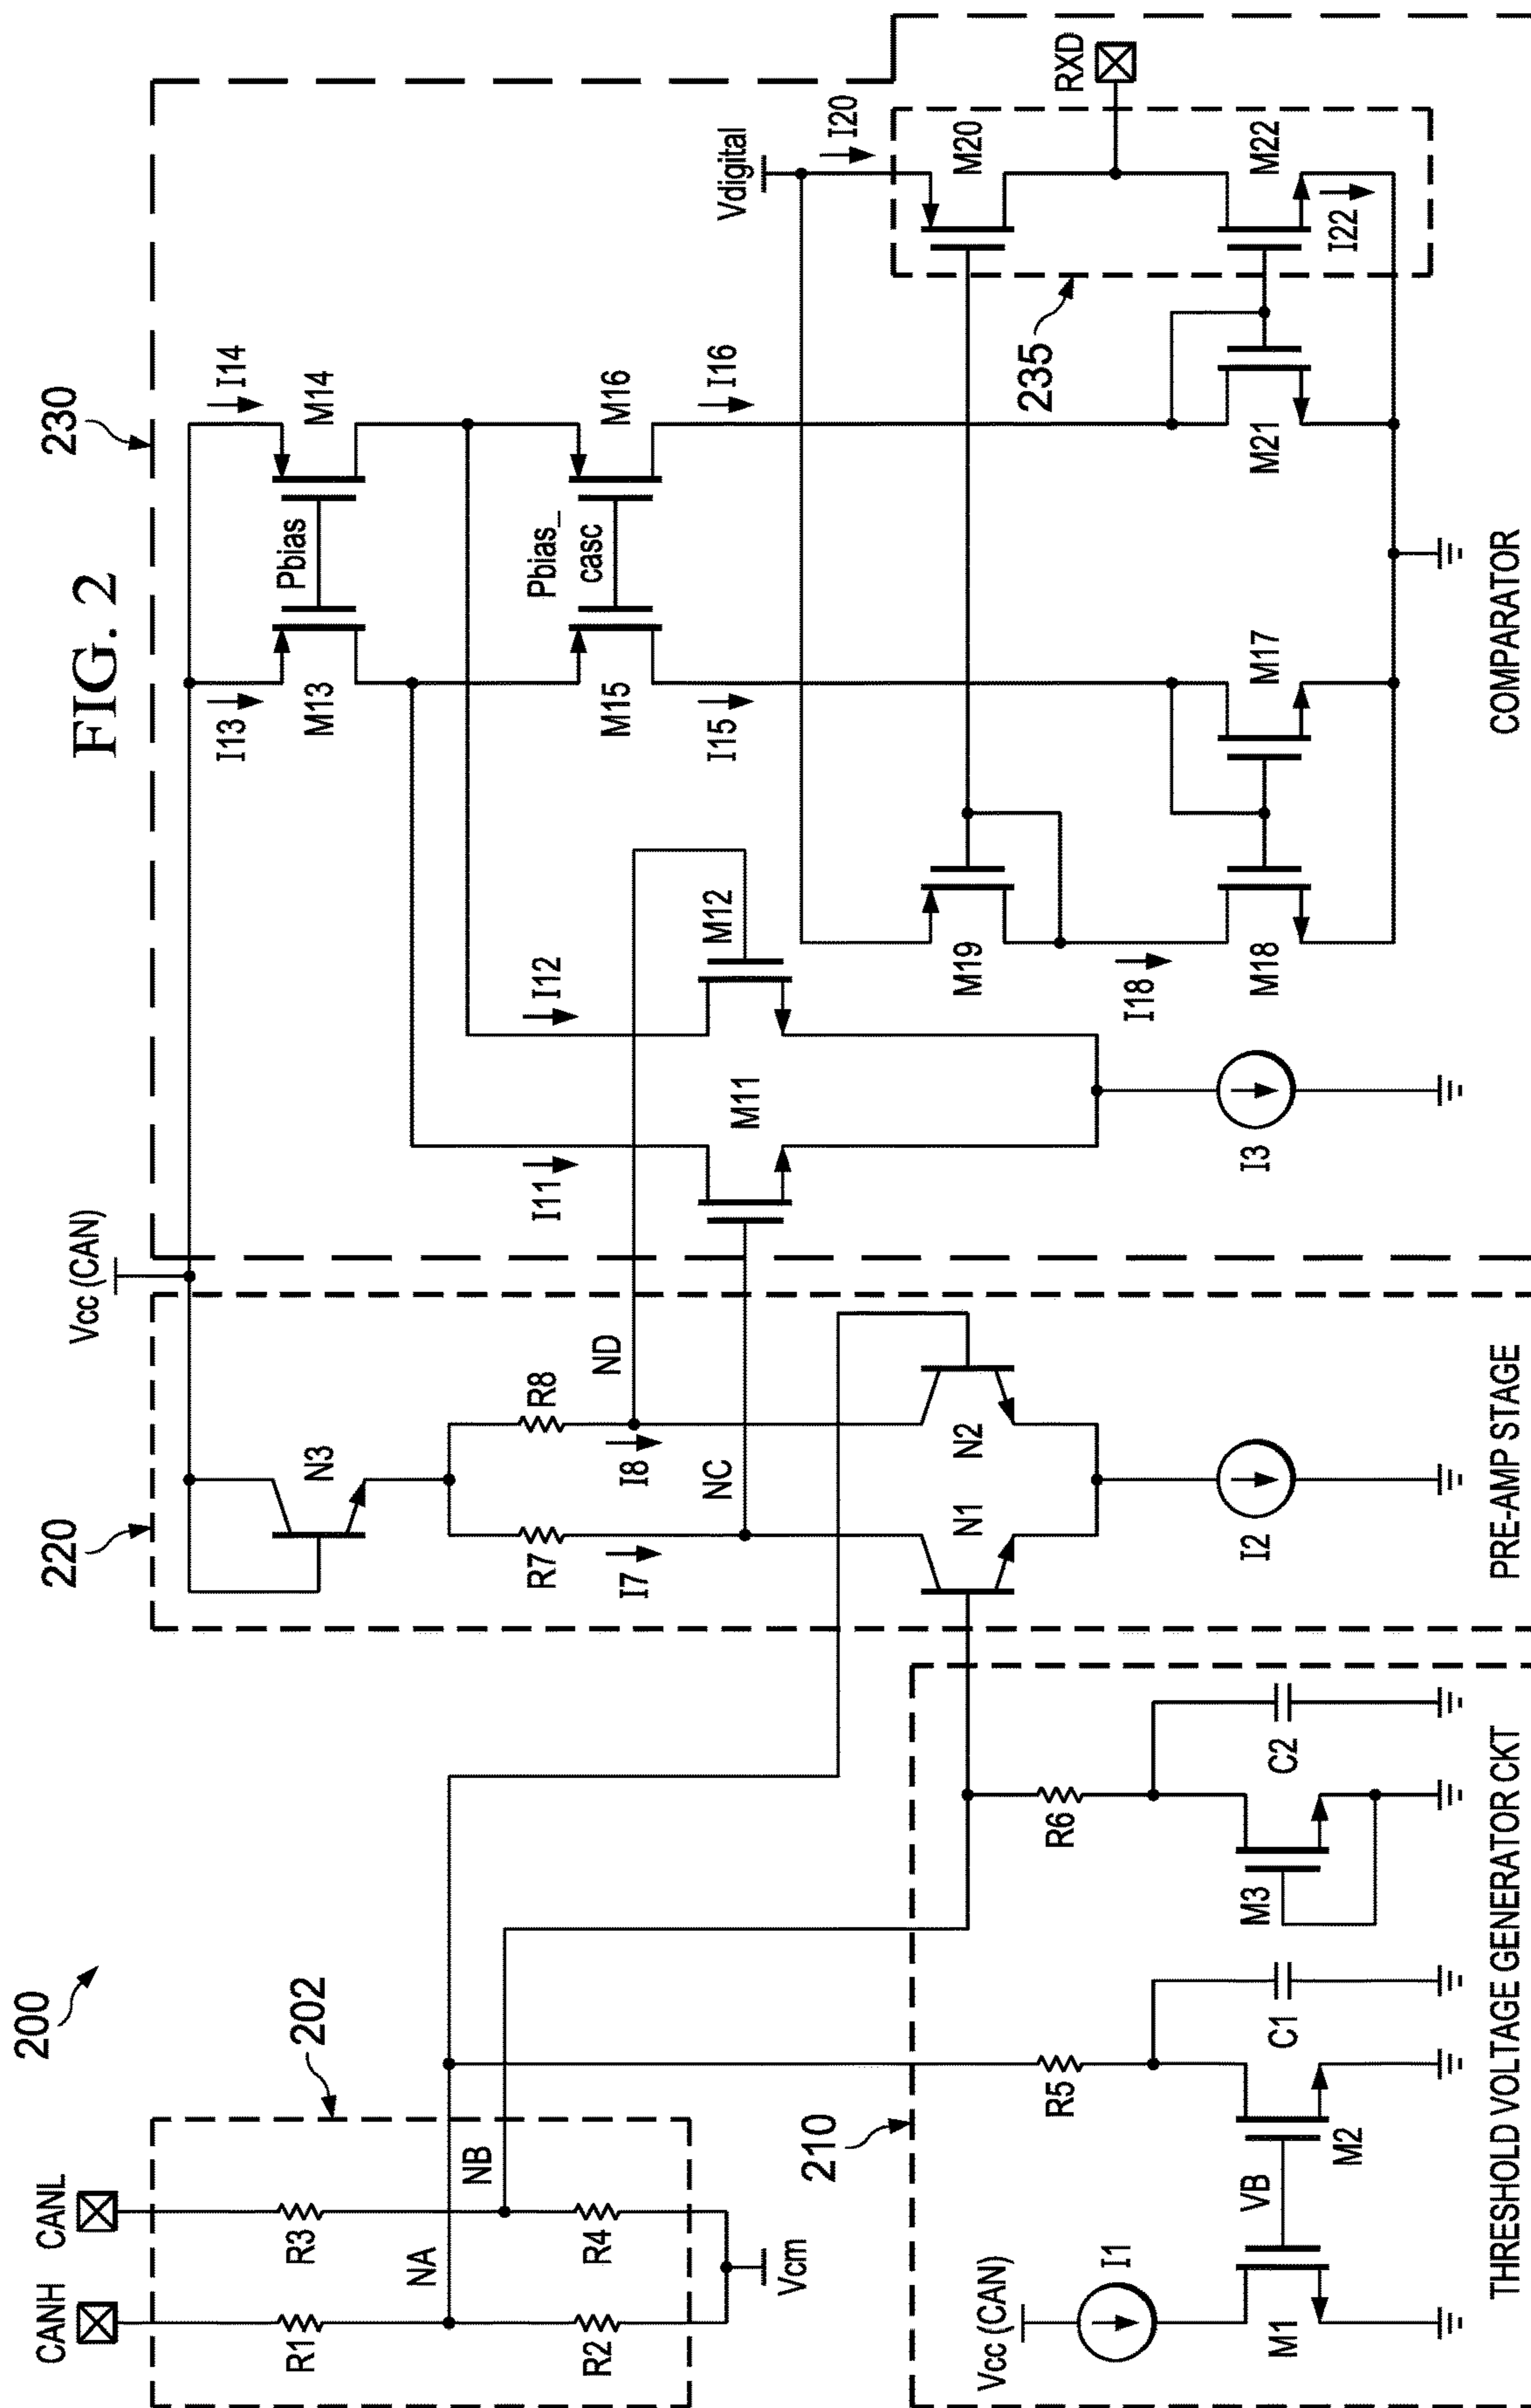 FIG. 2
200
CANH
CANL
202
R1
R3
NA
NB
R2
R4
Vcm
210
Vcc (CAN)
I1
VB
M1
M2
R5
C1
M3
R6
C2
THRESHOLD VOLTAGE GENERATOR CKT
220
Vcc (CAN)
N3
R7
R8
I7
I8
ND
NC
N1
N2
I2
PRE-AMP STAGE
230
I13
I14
M13
Pbias
M14
M15
Pbias_
casc
M16
I15
I16
I11
I12
M11
M12
I3
Vdigital
I20
M19
M20
RXD
235
I18
M18
M17
M21
M22
I22
COMPARATOR